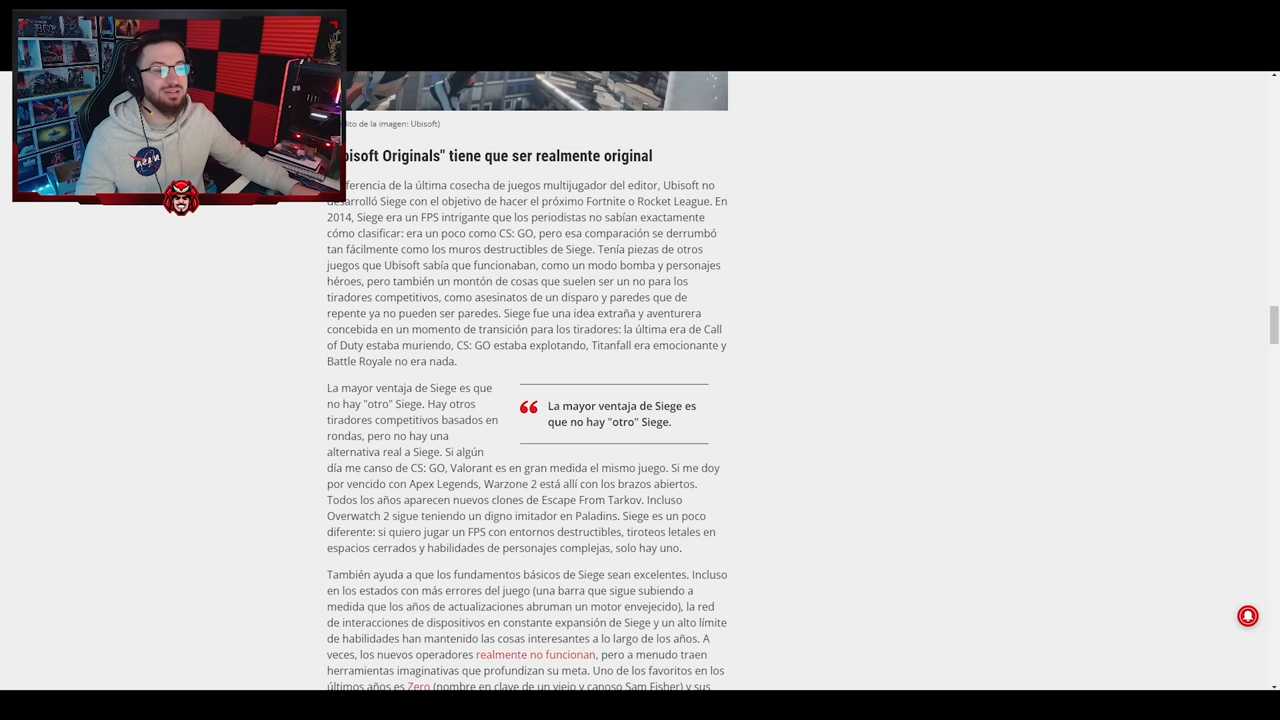 NASA
ito de la imagen: Ubisoft)
bisoft Originals" tiene que ser realmente original
ferencia de la última cosecha de juegos multijugador del editor, Ubisoft no
desarrolló Siege con el objetivo de hacer el próximo Fortnite o Rocket League. En
2014, Siege era un FPS intrigante que los periodistas no sabían exactamente
cómo clasificar: era un poco como CS: GO, pero esa comparación se derrumbó
tan fácilmente como los muros destructibles de Siege. Tenía piezas de otros
juegos que Ubisoft sabía que funcionaban, como un modo bomba y personajes
héroes, pero también un montón de cosas que suelen ser un no para los
tiradores competitivos, como asesinatos de un disparo y paredes que de
repente ya no pueden ser paredes. Siege fue una idea extraña y aventurera
concebida en un momento de transición para los tiradores: la última era de Call
of Duty estaba muriendo, CS: GO estaba explotando, Titanfall era emocionante y
Battle Royale no era nada.
La mayor ventaja de Siege es que
no hay "otro" Siege. Hay otros
tiradores competitivos basados en
rondas, pero no hay una
alternativa real a Siege. Si algún
día me canso de CS: GO, Valorant es en gran medida el mismo juego. Si me doy
por vencido con Apex Legends, Warzone 2 está allí con los brazos abiertos.
Todos los años aparecen nuevos clones de Escape From Tarkov. Incluso
Overwatch 2 sigue teniendo un digno imitador en Paladins. Siege es un poco
diferente: si quiero jugar un FPS con entornos destructibles, tiroteos letales en
espacios cerrados y habilidades de personajes complejas, solo hay uno.
La mayor ventaja de Siege es
que no hay "otro" Siege.
También ayuda a que los fundamentos básicos de Siege sean excelentes. Incluso
en los estados con más errores del juego (una barra que sigue subiendo a
medida que los años de actualizaciones abruman un motor envejecido), la red
de interacciones de dispositivos en constante expansión de Siege y un alto límite
de habilidades han mantenido las cosas interesantes a lo largo de los años. A
veces, los nuevos operadores realmente no funcionan, pero a menudo traen
herramientas imaginativas que profundizan su meta. Uno de los favoritos en los
últimos años es Zero (nombre en clave de un viejo y canoso Sam Fisher) y sus